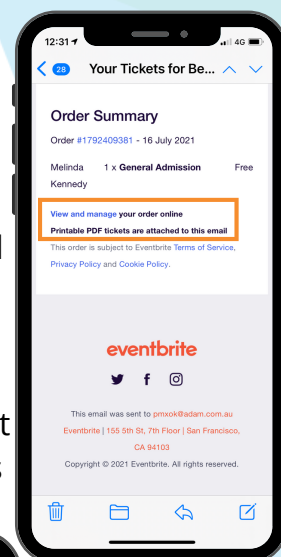 12:31
4G
28
Your Tickets for Be...
Order Summary
Order #1792409381 - 16 July 2021
Melinda 1 x General Admission Free
Kennedy
View and manage your order online
Printable PDF tickets are attached to this email
This order is subject to Eventbrite Terms of Service,
Privacy Policy and Cookie Policy.
eventbrite
This email was sent to pmxok@adam.com.au
Eventbrite | 155 5th St, 7th Floor | San Francisco,
CA 94103
Copyright © 2021 Eventbrite. All rights reserved.